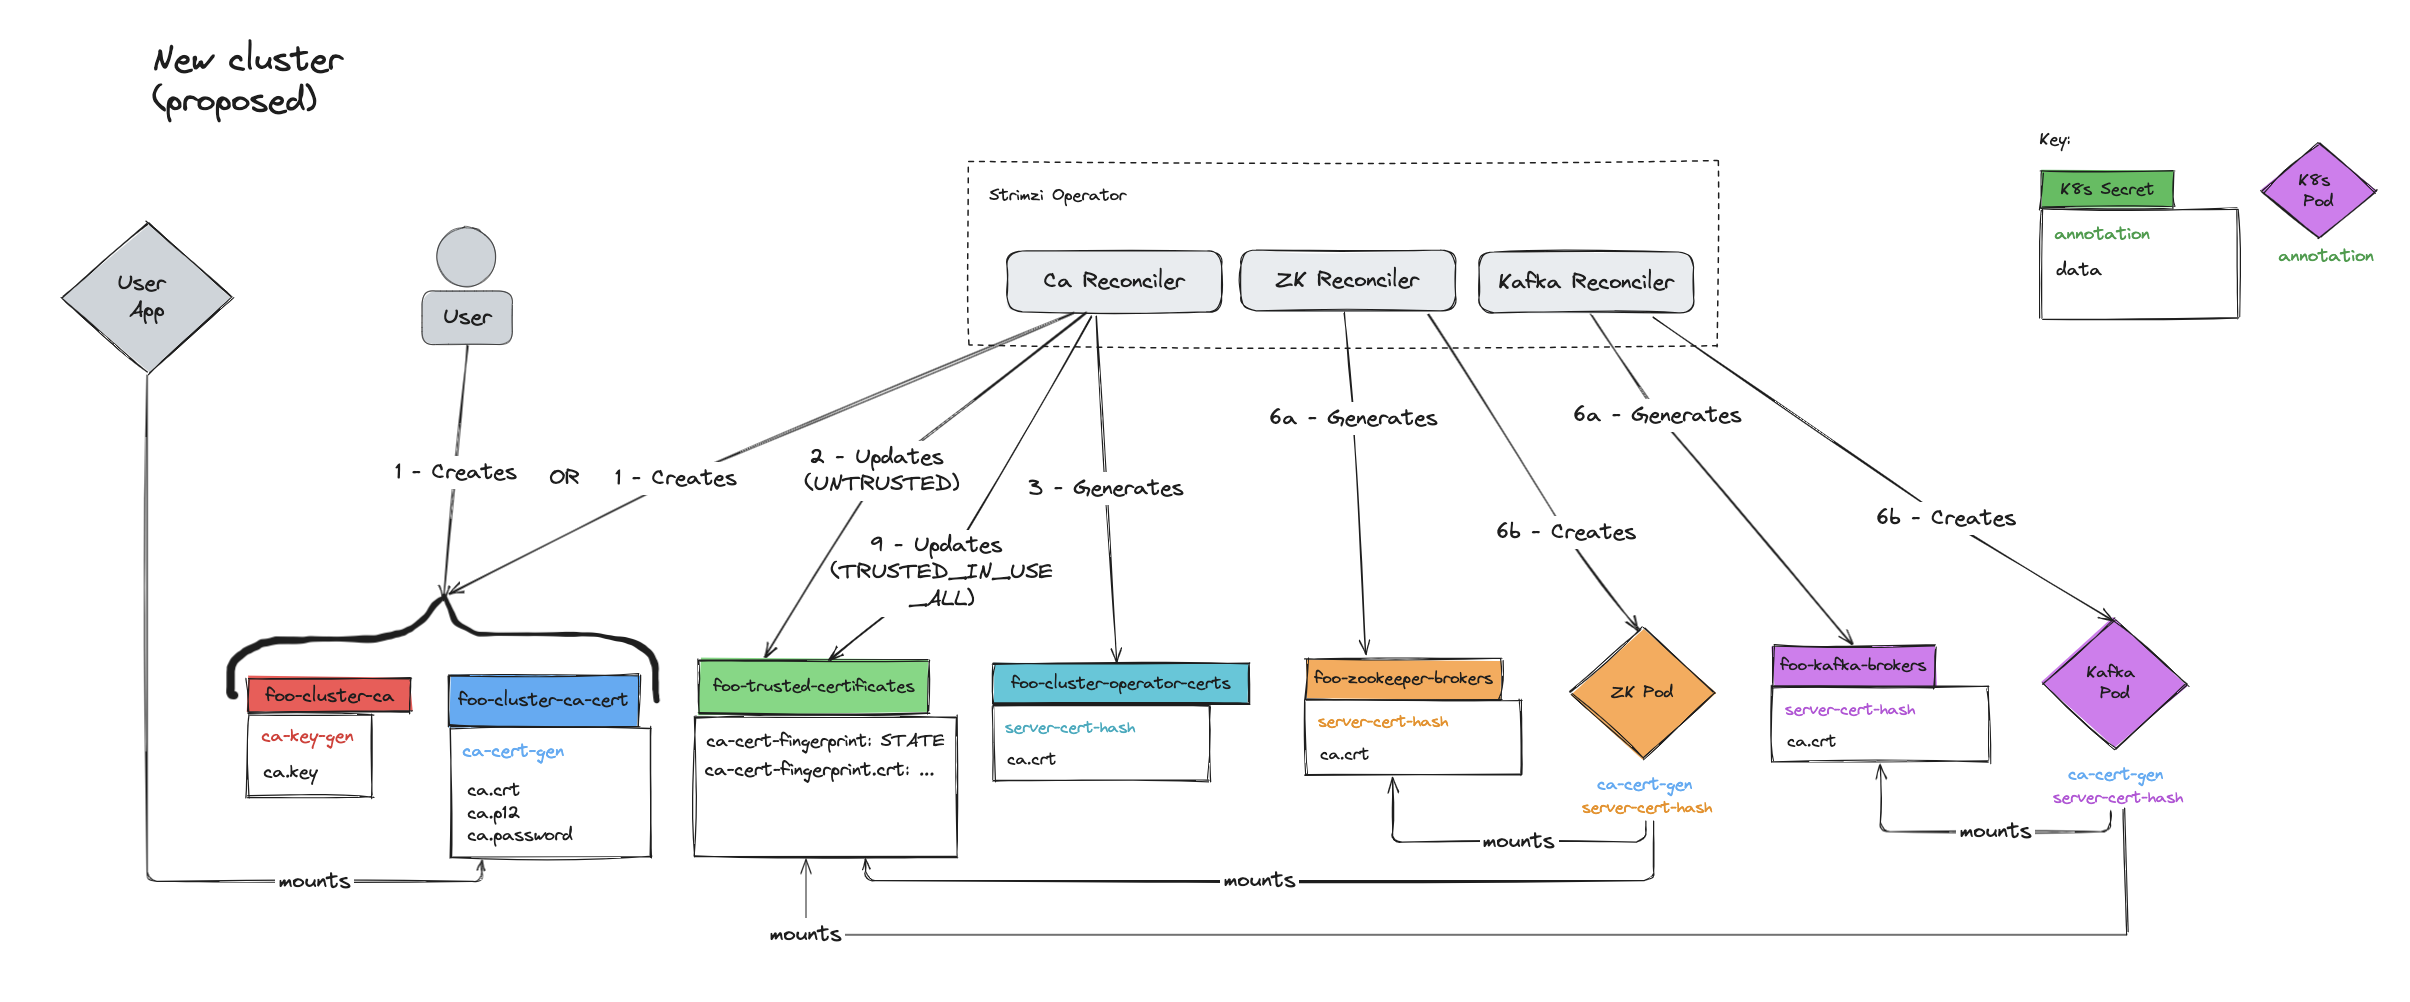 New cluster
(proposed)
Key:
K8s Secret
annotation
data
K8s
Pod
annotation
Strimzi Operator
Ca Reconciler
ZK Reconciler
Kafka Reconciler
User
App
User
1 - Creates
OR
1 - Creates
2 - Updates
(UNTRUSTED)
9 - Updates
(TRUSTED_IN_USE
_ALL)
3 - Generates
6a - Generates
6b - Creates
6a - Generates
6b - Creates
foo-cluster-ca
ca-key-gen
ca.key
foo-cluster-ca-cert
ca-cert-gen
ca.crt
ca.p12
ca.password
foo-trusted-certificates
ca-cert-fingerprint: STATE
ca-cert-fingerprint.crt: ...
foo-cluster-operator-certs
server-cert-hash
ca.crt
foo-zookeeper-brokers
server-cert-hash
ca.crt
ZK Pod
ca-cert-gen
server-cert-hash
foo-kafka-brokers
server-cert-hash
ca.crt
Kafka
Pod
ca-cert-gen
server-cert-hash
mounts
mounts
mounts
mounts
mounts